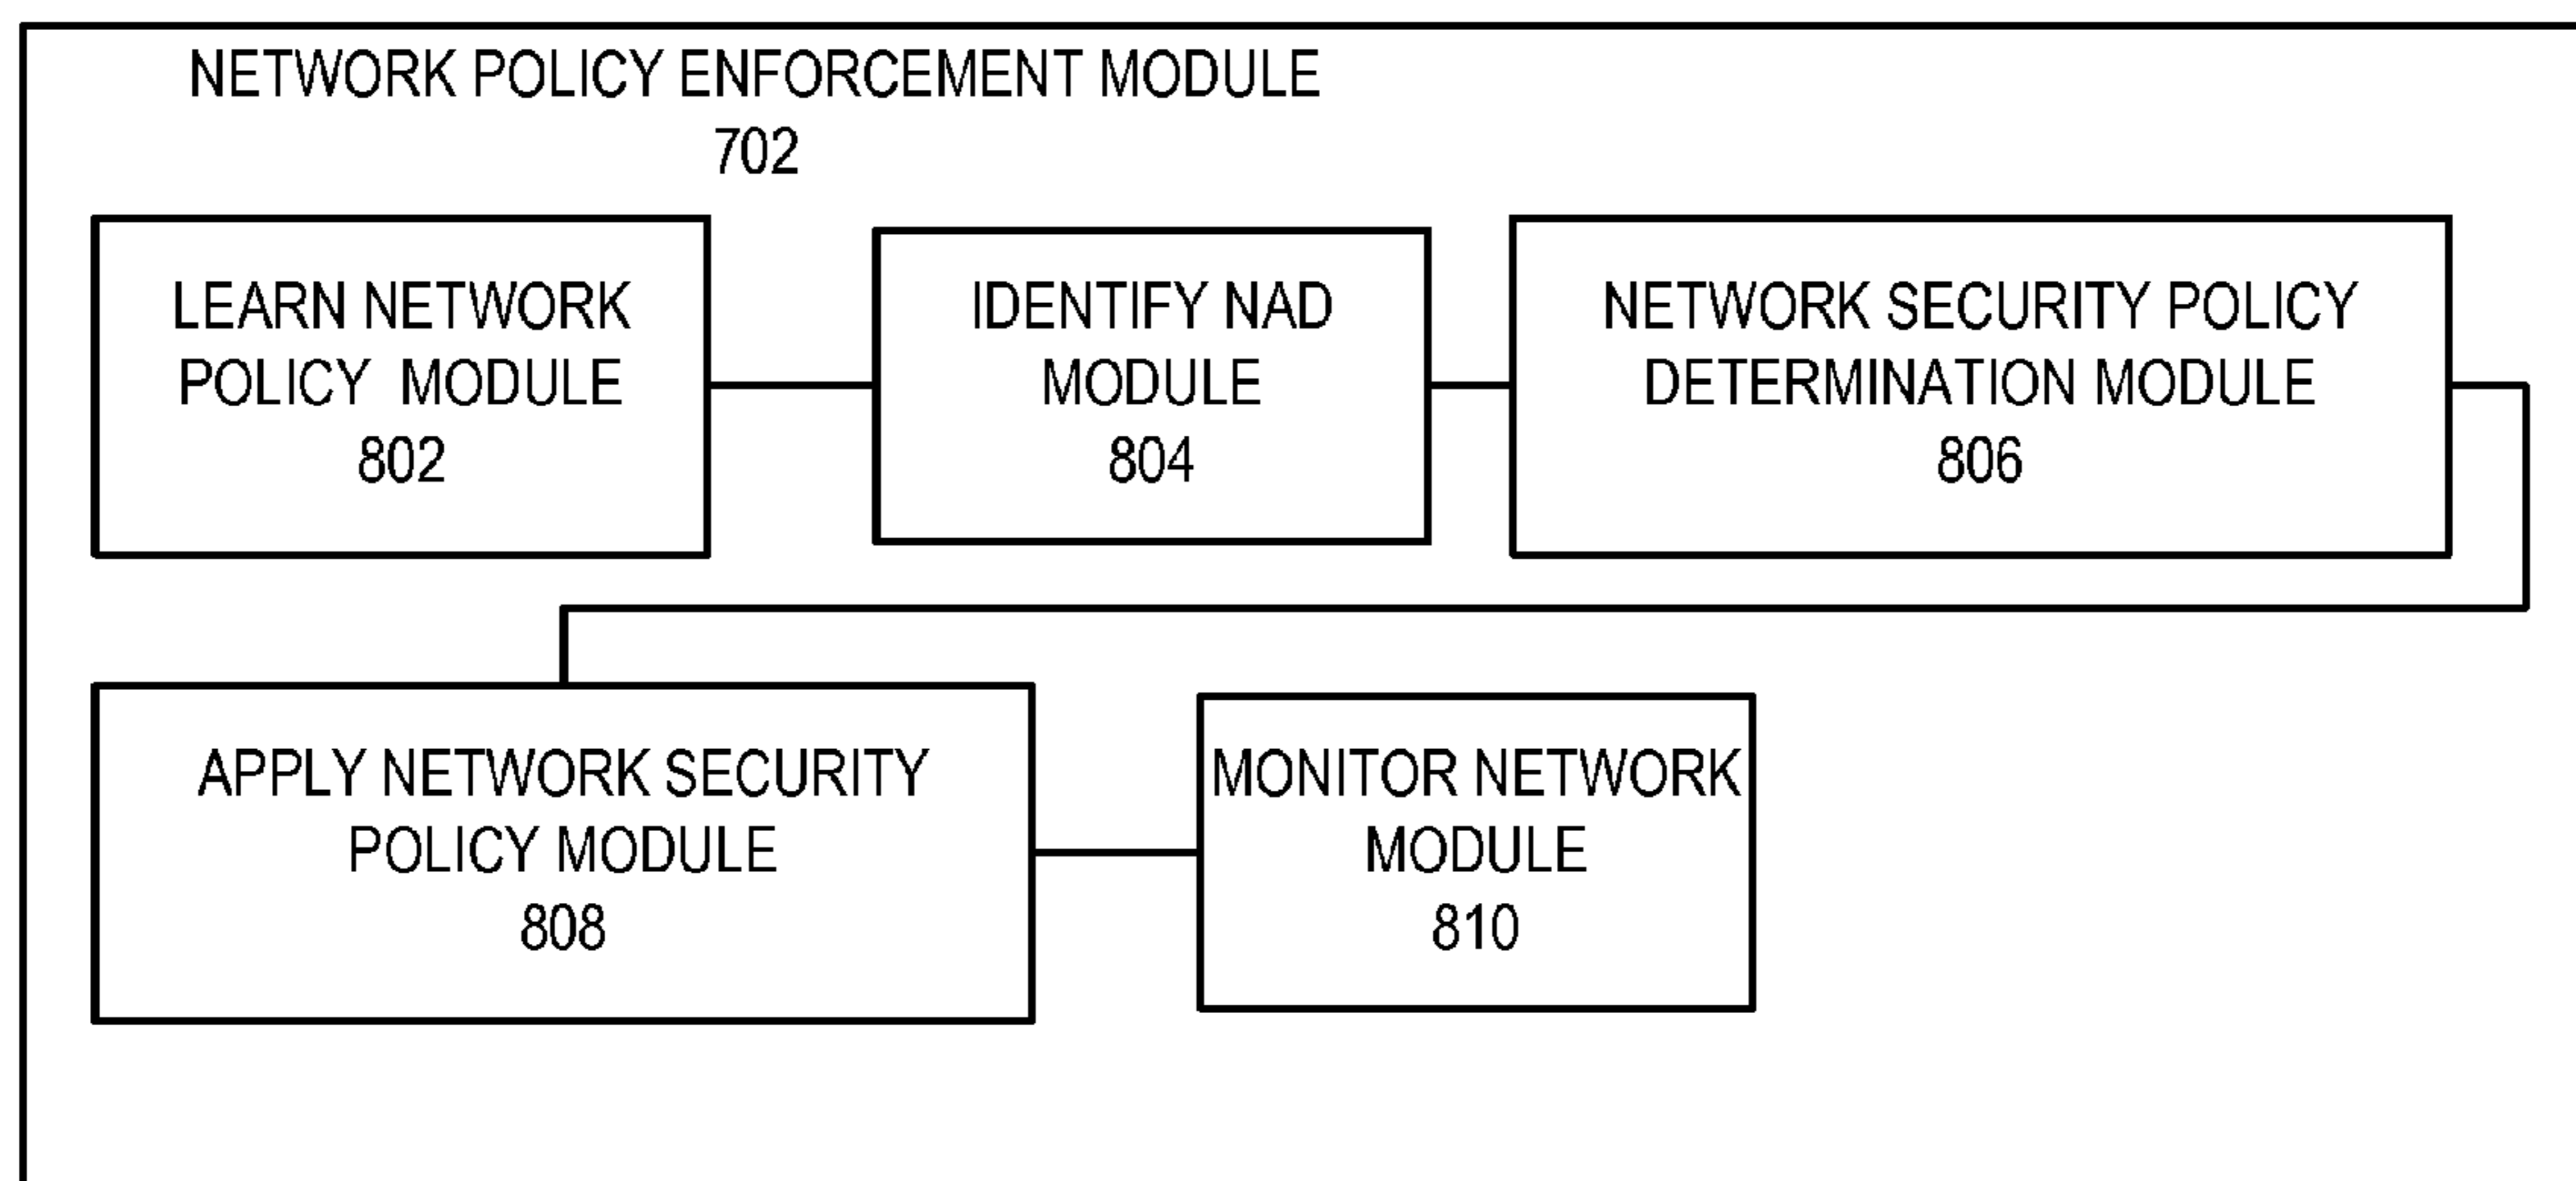 NETWORK POLICY ENFORCEMENT MODULE
702
LEARN NETWORK
POLICY MODULE
802
IDENTIFY NAD
MODULE
804
NETWORK SECURITY POLICY
DETERMINATION MODULE
806
APPLY NETWORK SECURITY
POLICY MODULE
808
MONITOR NETWORK
MODULE
810